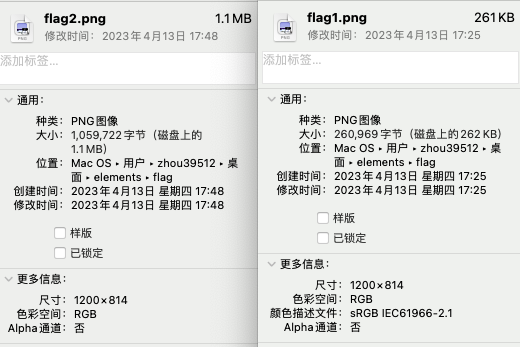 flag2.png 1.1 MB
修改时间：2023年4月13日 17:48
添加标签...
通用：
种类： PNG图像
大小： 1,059,722 字节（磁盘上的
1.1 MB）
位置： Mac OS ▸ 用户 ▸ zhou39512 ▸ 桌
面 ▸ elements ▸ flag
创建时间： 2023年4月13日 星期四 17:48
修改时间： 2023年4月13日 星期四 17:48
样版
已锁定
更多信息：
尺寸： 1200×814
色彩空间： RGB
Alpha 通道： 否
flag1.png 261 KB
修改时间：2023年4月13日 17:25
添加标签...
通用：
种类： PNG图像
大小： 260,969 字节（磁盘上的 262 KB）
位置： Mac OS ▸ 用户 ▸ zhou39512 ▸ 桌
面 ▸ elements ▸ flag
创建时间： 2023年4月13日 星期四 17:25
修改时间： 2023年4月13日 星期四 17:25
样版
已锁定
更多信息：
尺寸： 1200×814
色彩空间： RGB
颜色描述文件： sRGB IEC61966-2.1
Alpha 通道： 否